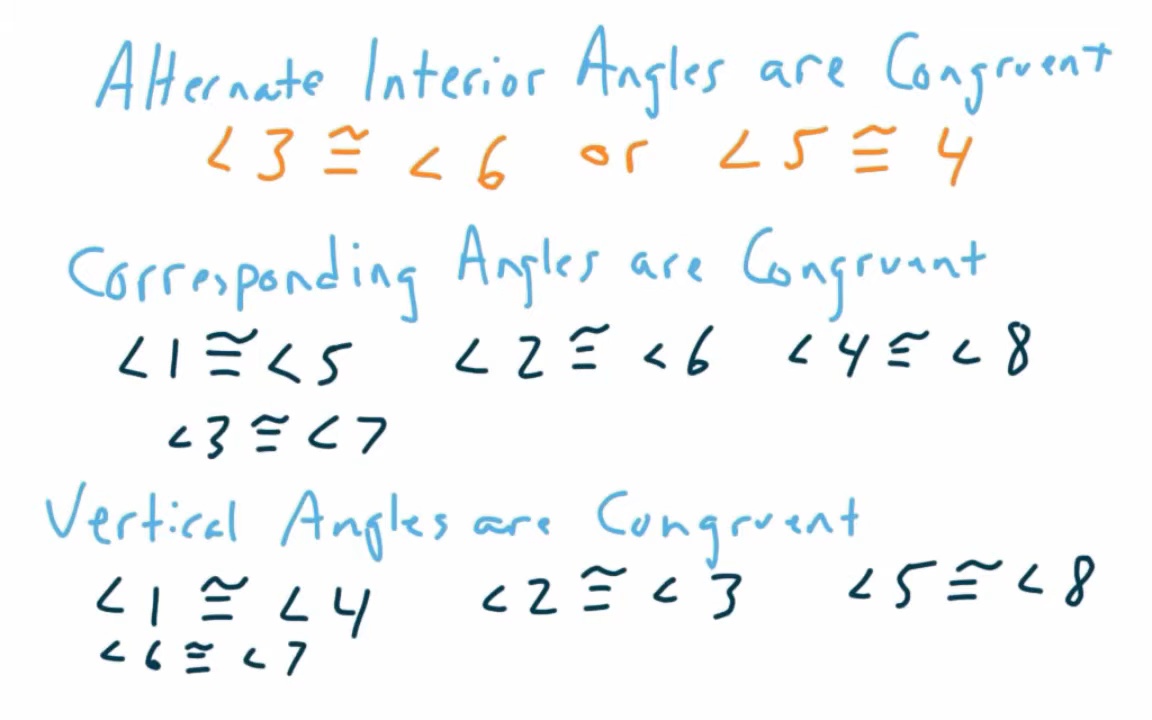 Alternate Interior Angles are Congruent
<3 ≅ <6 or <5 ≅ 4
Corresponding Angles are Congruant
<1 ≅ <5 <2 ≅ <6 <4 ≅ <8
<3 ≅ <7
Vertical Angles are Congruent
<1 ≅ <4 <2 ≅ <3 <5 ≅ <8
<6 ≅ <7